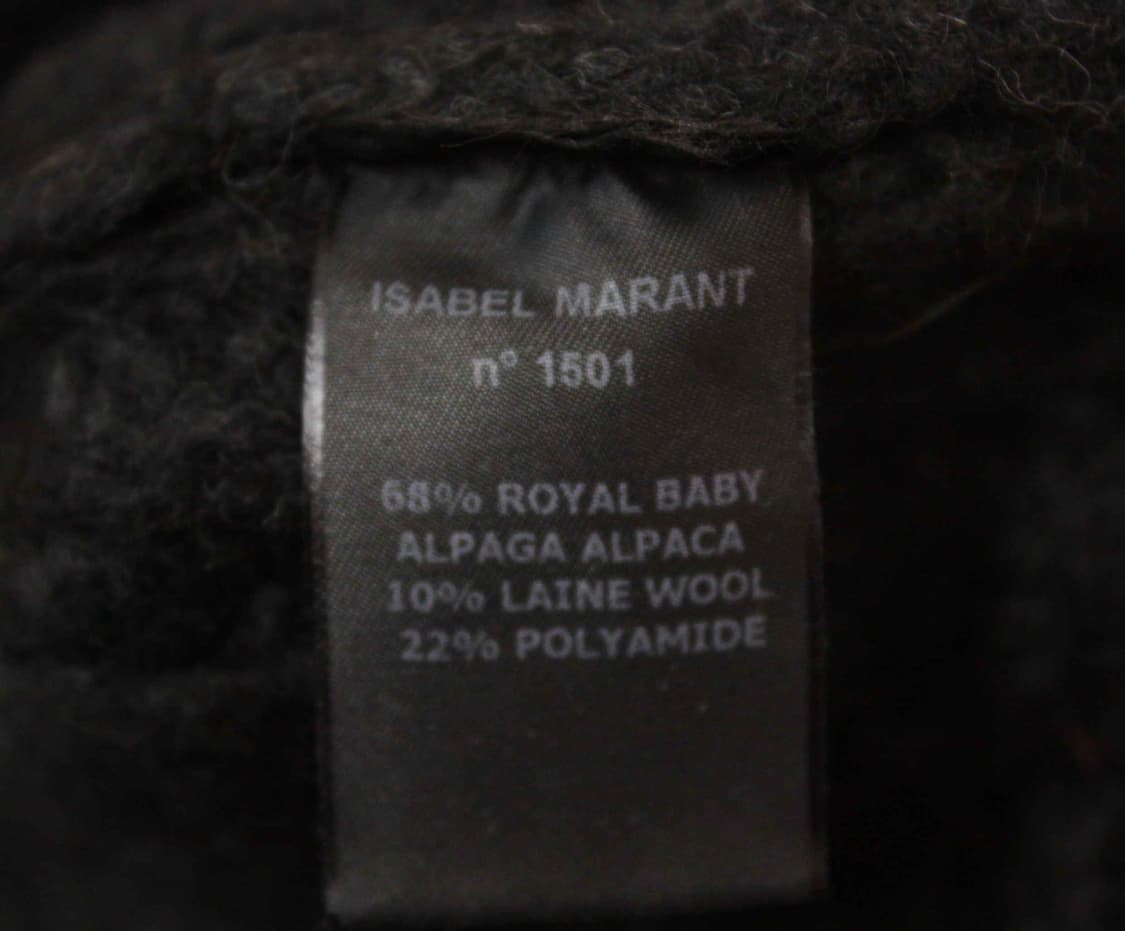 ISABEL MARANT
n° 1501
68% ROYAL BABY
ALPAGA ALPACA
10% LAINE WOOL
22% POLYAMIDE